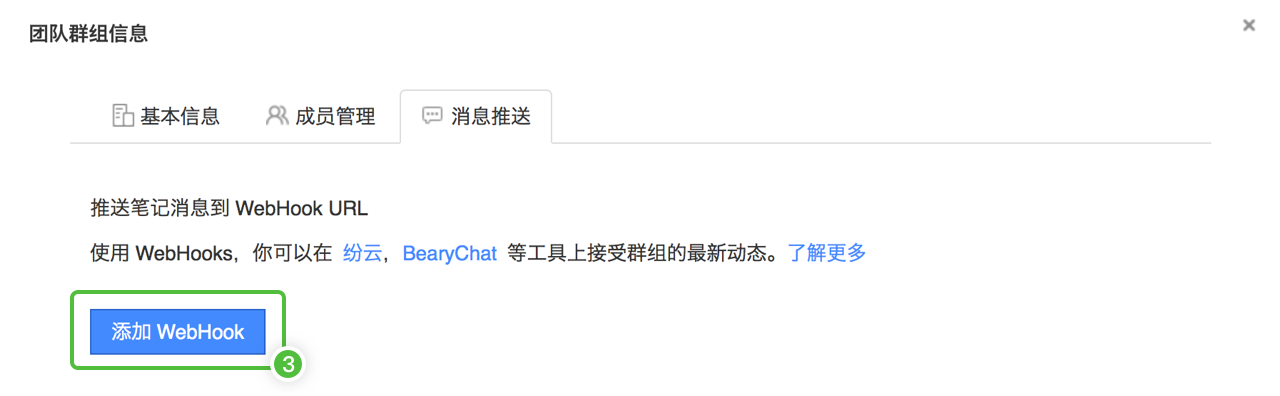 团队群组信息
基本信息 成员管理 消息推送
推送笔记消息到 WebHook URL
使用 WebHooks，你可以在 纷云，BearyChat 等工具上接受群组的最新动态。了解更多
添加 WebHook
3